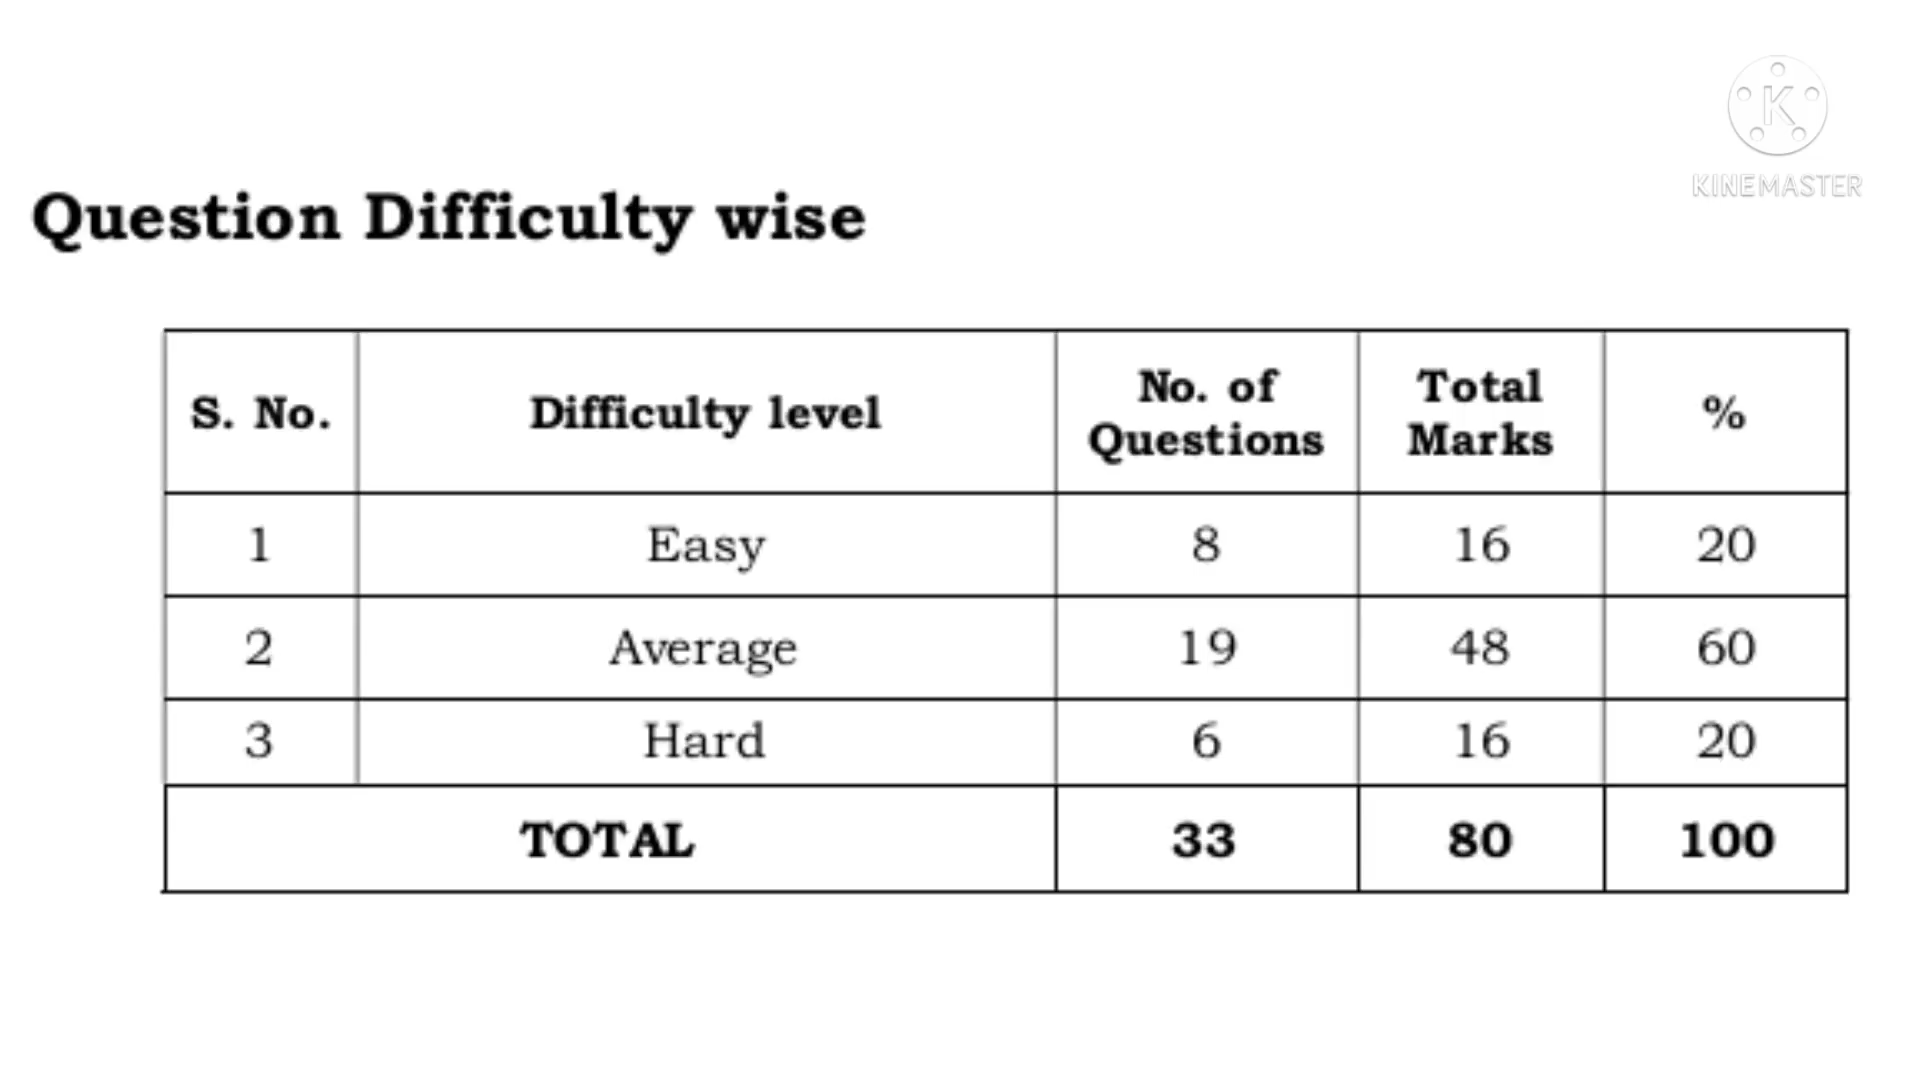 KINEMASTER
Question Difficulty wise
S. No. Difficulty level No. of Questions Total Marks %
1 Easy 8 16 20
2 Average 19 48 60
3 Hard 6 16 20
TOTAL 33 80 100